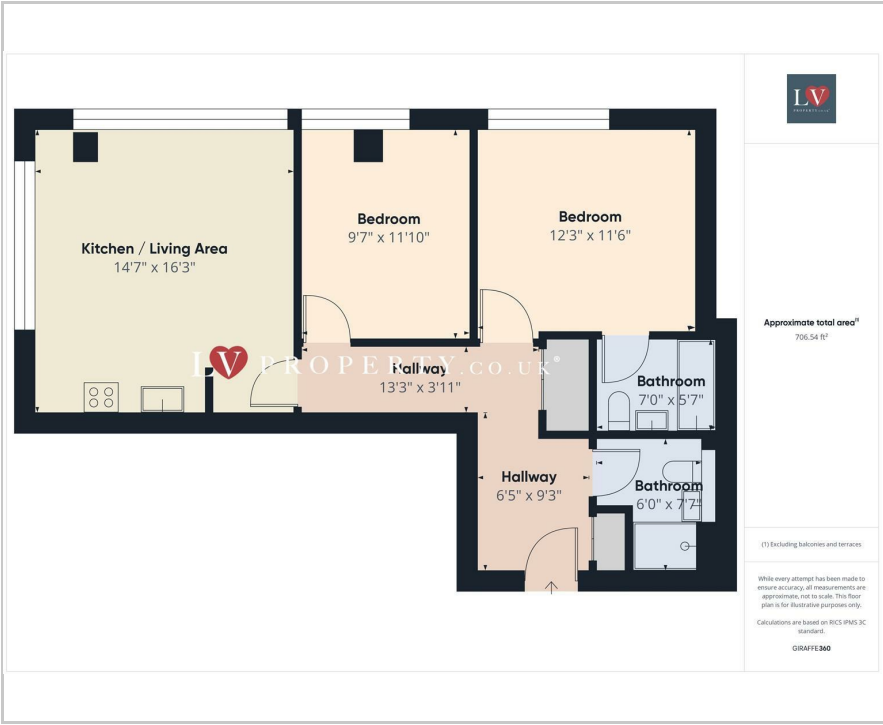 LV
PROPERTY.CO.UK
Kitchen / Living Area
14'7" x 16'3"
Bedroom
9'7" x 11'10"
Bedroom
12'3" x 11'6"
LV PROPERTY.CO.UK®
Hallway
13'3" x 3'11"
Bathroom
7'0" x 5'7"
Hallway
6'5" x 9'3"
Bathroom
6'0" x 7'7"
Approximate total area⁽¹⁾
706.54 ft²
(1) Excluding balconies and terraces
While every attempt has been made to
ensure accuracy, all measurements are
approximate, not to scale. This floor
plan is for illustrative purposes only.
Calculations are based on RICS IPMS 3C
standard.
GIRAFFE360